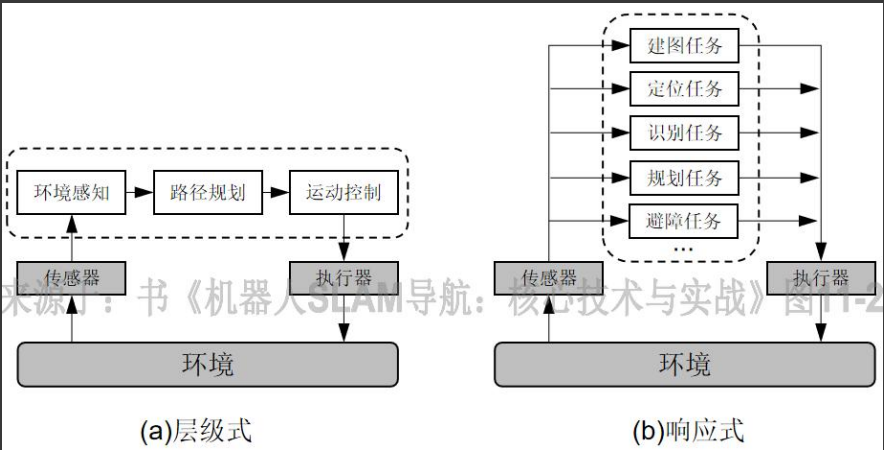 环境感知
路径规划
运动控制
传感器
执行器
环境
(a)层级式
建图任务
定位任务
识别任务
规划任务
避障任务
...
传感器
执行器
环境
(b)响应式
来源于：书《机器人SLAM导航：核心技术与实战》图11-2